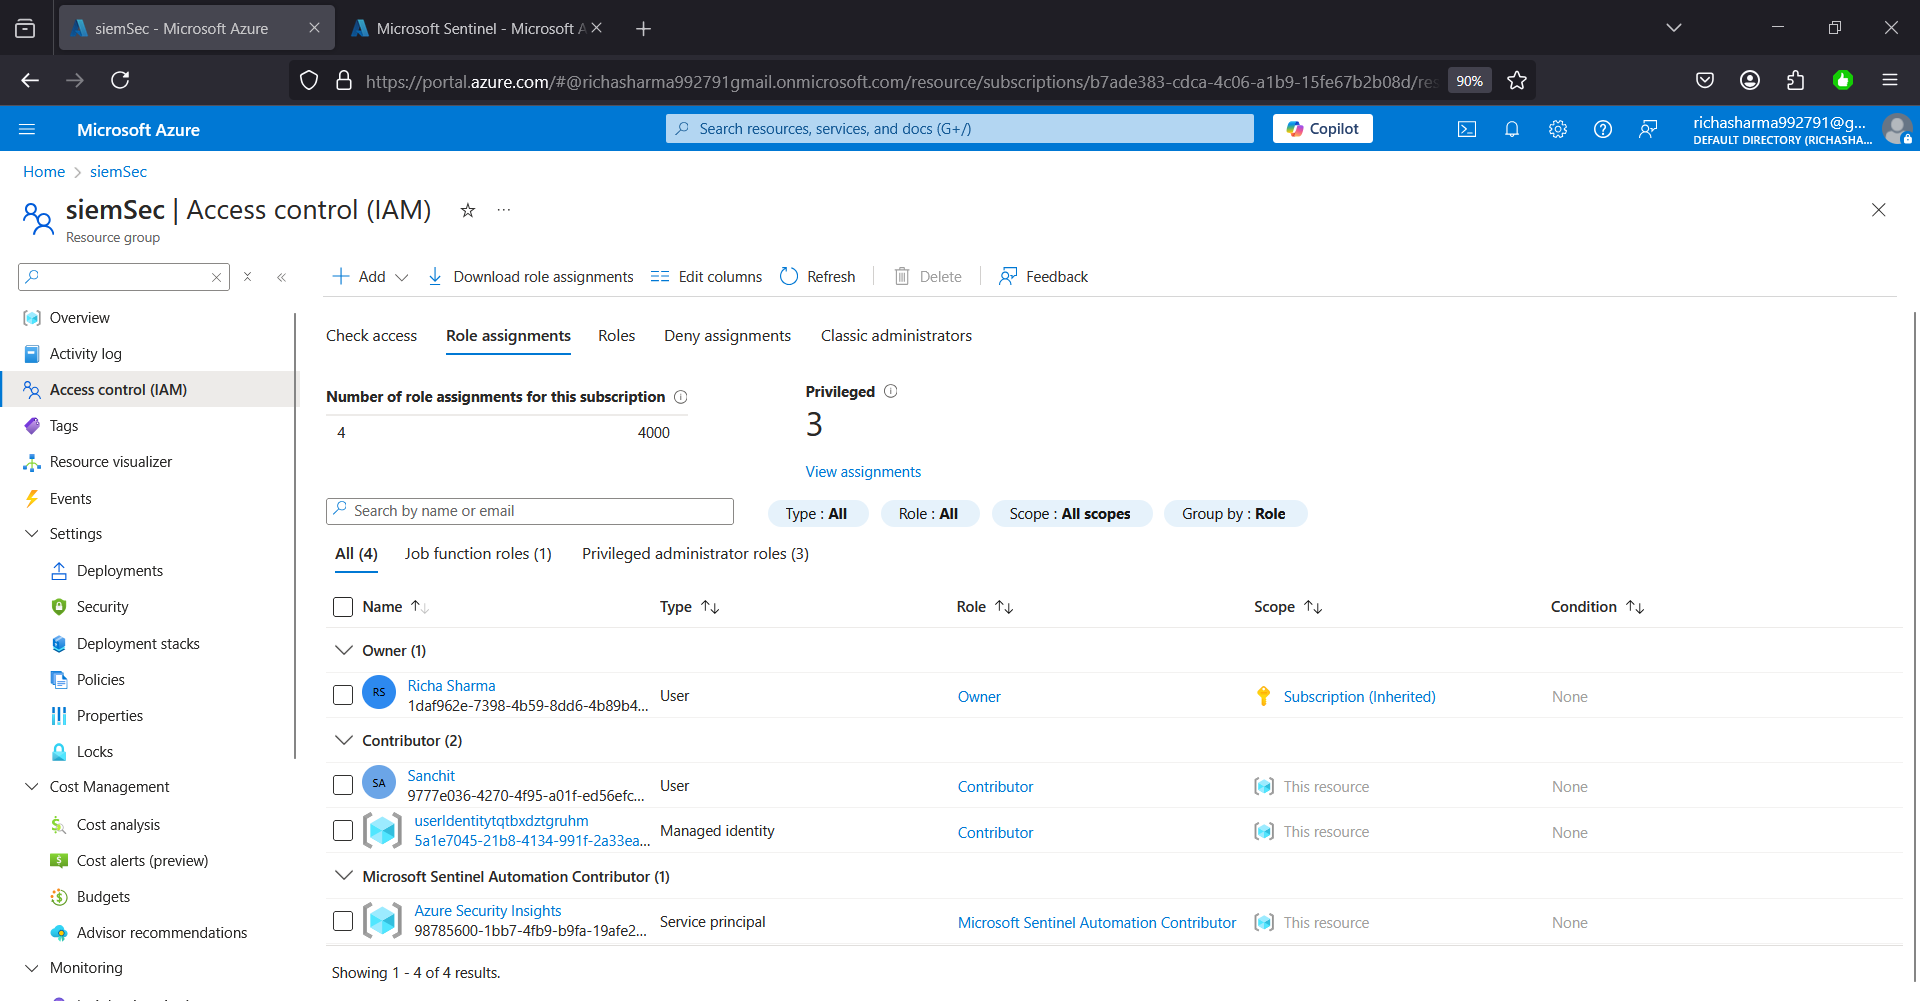 siemSec - Microsoft Azure
Microsoft Sentinel - Microsoft A
https://portal.azure.com/#@richasharma992791gmail.onmicrosoft.com/resource/subscriptions/b7ade383-cdca-4c06-a1b9-15fe67b2b08d/res
90%
Microsoft Azure
Search resources, services, and docs (G+/)
Copilot
richasharma992791@g...
DEFAULT DIRECTORY (RICHASHA...
Home > siemSec
siemSec | Access control (IAM)
Resource group
Add
Download role assignments
Edit columns
Refresh
Delete
Feedback
Overview
Activity log
Access control (IAM)
Tags
Resource visualizer
Events
Settings
Deployments
Security
Deployment stacks
Policies
Properties
Locks
Cost Management
Cost analysis
Cost alerts (preview)
Budgets
Advisor recommendations
Monitoring
Check access Role assignments Roles Deny assignments Classic administrators
Number of role assignments for this subscription
4 4000
Privileged
3
View assignments
Search by name or email
Type : All
Role : All
Scope : All scopes
Group by : Role
All (4) Job function roles (1) Privileged administrator roles (3)
Name Type Role Scope Condition
Owner (1)
RS Richa Sharma
1daf962e-7398-4b59-8dd6-4b89b4...
User Owner Subscription (Inherited) None
Contributor (2)
SA Sanchit
9777e036-4270-4f95-a01f-ed56efc...
User Contributor This resource None
userIdentitytqtbxdztgruhm
5a1e7045-21b8-4134-991f-2a33ea...
Managed identity Contributor This resource None
Microsoft Sentinel Automation Contributor (1)
Azure Security Insights
98785600-1bb7-4fb9-b9fa-19afe2...
Service principal Microsoft Sentinel Automation Contributor This resource None
Showing 1 - 4 of 4 results.